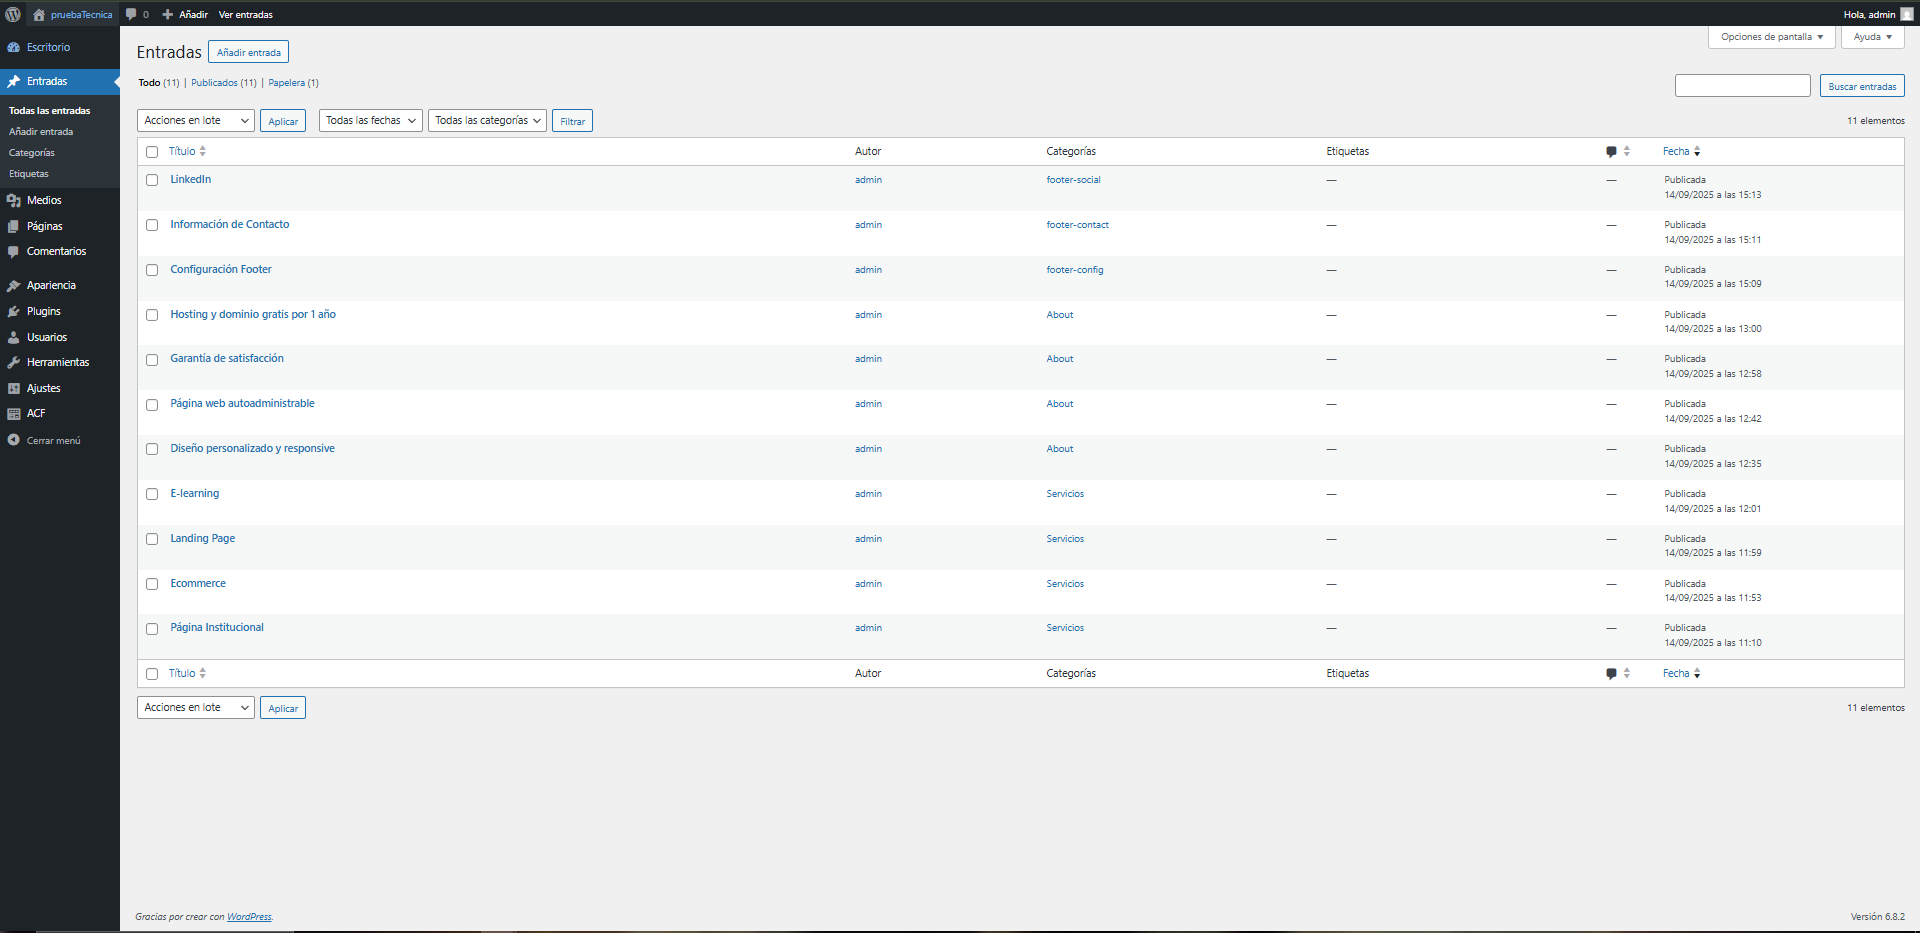 pruebaTecnica 0 Añadir Ver entradas Hola, admin
Escritorio
Entradas
Todas las entradas
Añadir entrada
Categorías
Etiquetas
Medios
Páginas
Comentarios
Apariencia
Plugins
Usuarios
Herramientas
Ajustes
ACF
Cerrar menú
Opciones de pantalla Ayuda
Entradas Añadir entrada
Todo (11) | Publicados (11) | Papelera (1)
Buscar entradas
Acciones en lote Aplicar Todas las fechas Todas las categorías Filtrar 11 elementos
Título Autor Categorías Etiquetas Fecha
LinkedIn admin footer-social — — Publicada
14/09/2025 a las 15:13
Información de Contacto admin footer-contact — — Publicada
14/09/2025 a las 15:11
Configuración Footer admin footer-config — — Publicada
14/09/2025 a las 15:09
Hosting y dominio gratis por 1 año admin About — — Publicada
14/09/2025 a las 13:00
Garantía de satisfacción admin About — — Publicada
14/09/2025 a las 12:58
Página web autoadministrable admin About — — Publicada
14/09/2025 a las 12:42
Diseño personalizado y responsive admin About — — Publicada
14/09/2025 a las 12:35
E-learning admin Servicios — — Publicada
14/09/2025 a las 12:01
Landing Page admin Servicios — — Publicada
14/09/2025 a las 11:59
Ecommerce admin Servicios — — Publicada
14/09/2025 a las 11:53
Página Institucional admin Servicios — — Publicada
14/09/2025 a las 11:10
Título Autor Categorías Etiquetas Fecha
Acciones en lote Aplicar 11 elementos
Gracias por crear con WordPress. Versión 6.8.2